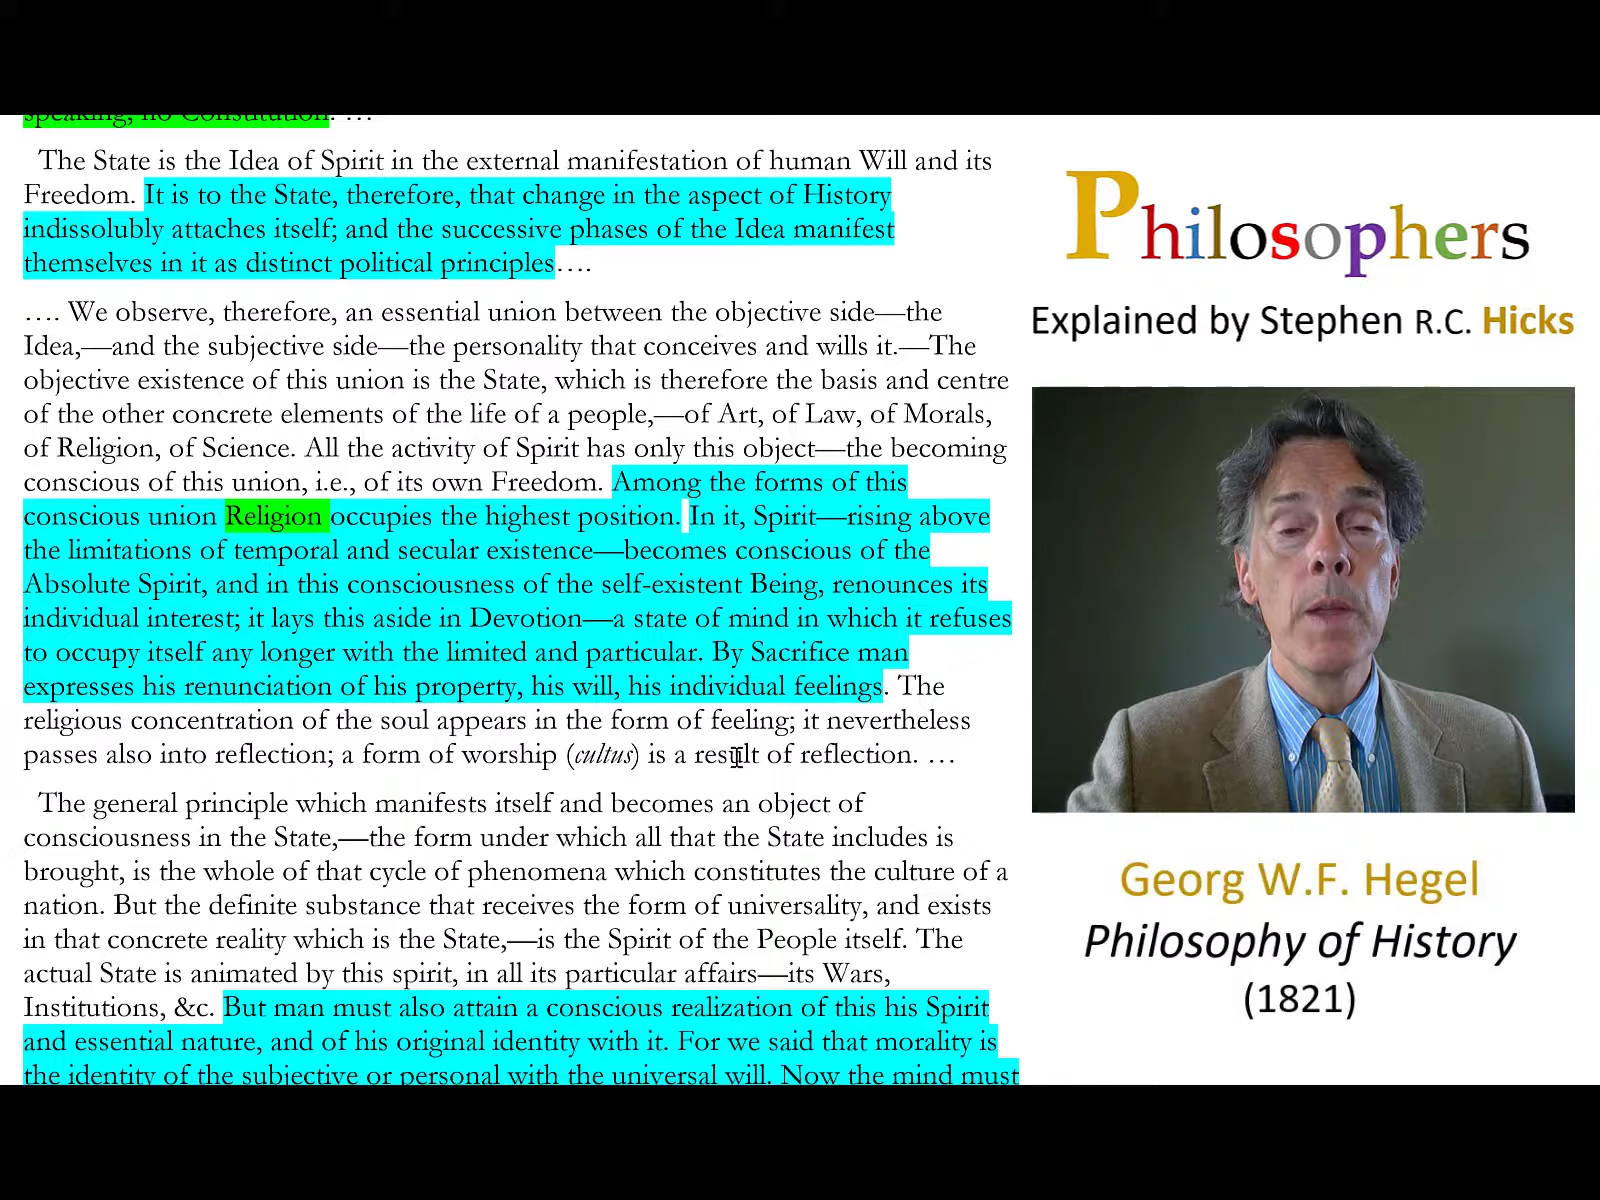 speaking, no Constitution. …
The State is the Idea of Spirit in the external manifestation of human Will and its
Freedom. It is to the State, therefore, that change in the aspect of History
indissolubly attaches itself; and the successive phases of the Idea manifest
themselves in it as distinct political principles….
…. We observe, therefore, an essential union between the objective side—the
Idea,—and the subjective side—the personality that conceives and wills it.—The
objective existence of this union is the State, which is therefore the basis and centre
of the other concrete elements of the life of a people,—of Art, of Law, of Morals,
of Religion, of Science. All the activity of Spirit has only this object—the becoming
conscious of this union, i.e., of its own Freedom. Among the forms of this
conscious union Religion occupies the highest position. In it, Spirit—rising above
the limitations of temporal and secular existence—becomes conscious of the
Absolute Spirit, and in this consciousness of the self-existent Being, renounces its
individual interest; it lays this aside in Devotion—a state of mind in which it refuses
to occupy itself any longer with the limited and particular. By Sacrifice man
expresses his renunciation of his property, his will, his individual feelings. The
religious concentration of the soul appears in the form of feeling; it nevertheless
passes also into reflection; a form of worship (cultus) is a result of reflection. …
The general principle which manifests itself and becomes an object of
consciousness in the State,—the form under which all that the State includes is
brought, is the whole of that cycle of phenomena which constitutes the culture of a
nation. But the definite substance that receives the form of universality, and exists
in that concrete reality which is the State,—is the Spirit of the People itself. The
actual State is animated by this spirit, in all its particular affairs—its Wars,
Institutions, &c. But man must also attain a conscious realization of this his Spirit
and essential nature, and of his original identity with it. For we said that morality is
the identity of the subjective or personal with the universal will. Now the mind must
Philosophers
Explained by Stephen R.C. Hicks
Georg W.F. Hegel
Philosophy of History
(1821)